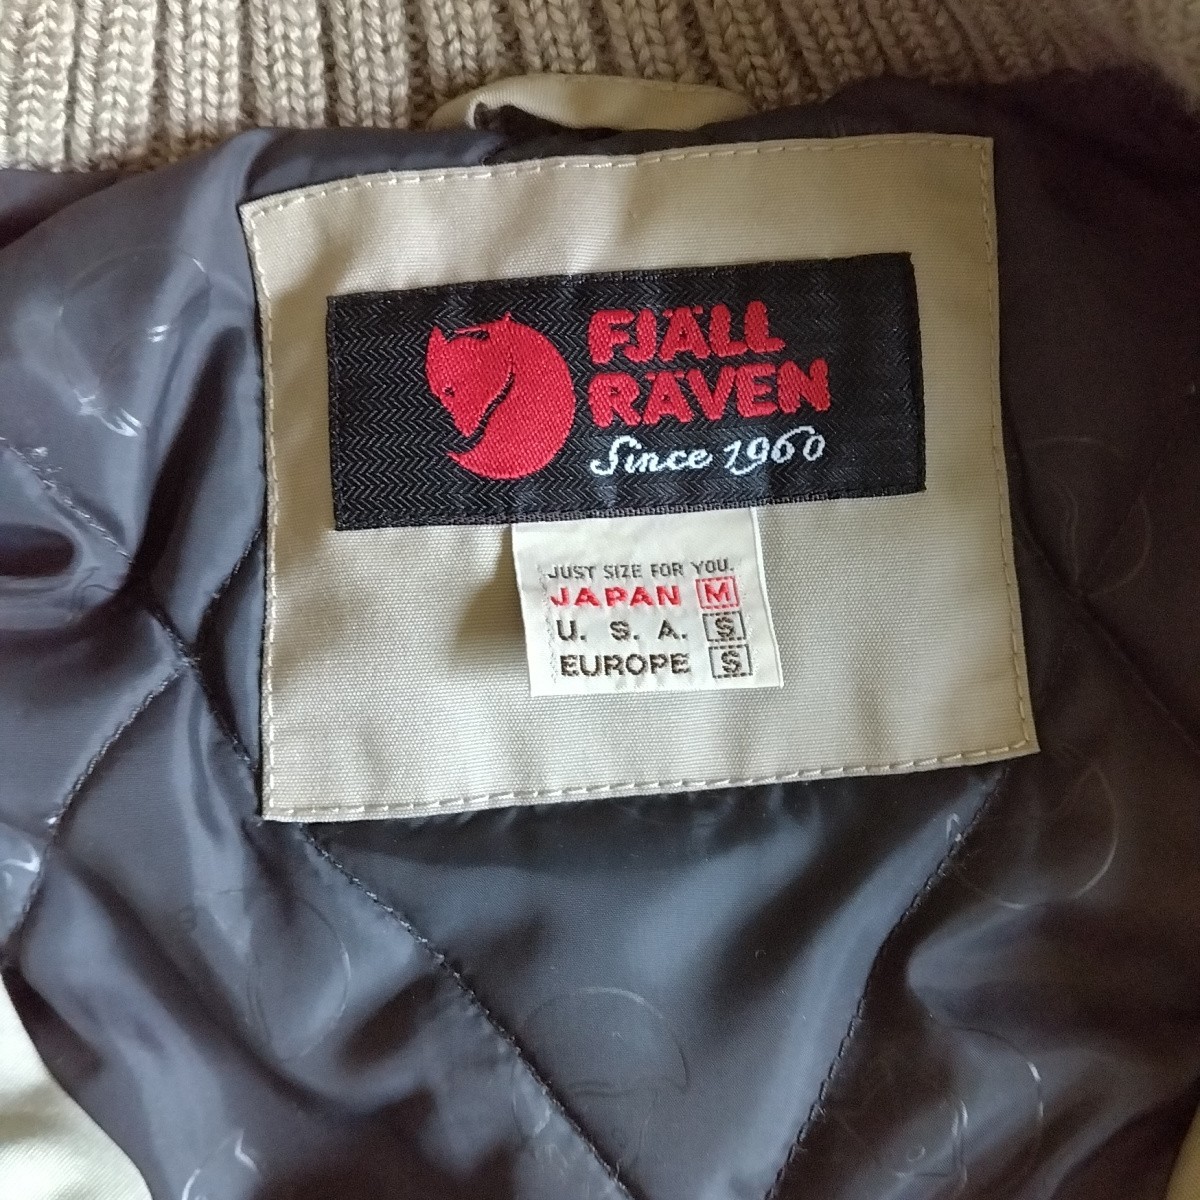 FJÄLL
RÄVEN
Since 1960
JUST SIZE FOR YOU.
JAPAN M
U. S. A. S
EUROPE S